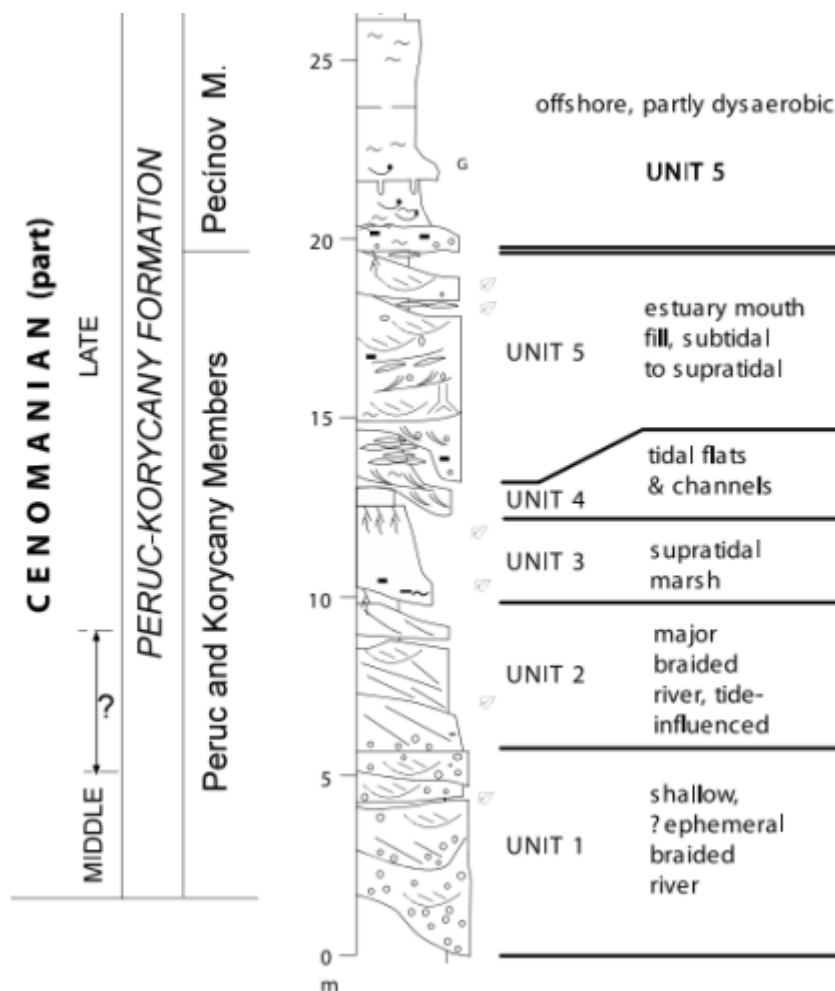 CENOMANIAN (part)
LATE
?
MIDDLE
PERUC-KORYCANY FORMATION
Pecínov M.
Peruc and Korycany Members
25
20
15
10
5
0
m
G
offshore, partly dysaerobic
UNIT 5
UNIT 5
estuary mouth
fill, subtidal
to supratidal
UNIT 4
tidal flats
& channels
UNIT 3
supratidal
marsh
UNIT 2
major
braided
river, tide-
influenced
UNIT 1
shallow,
? ephemeral
braided
river